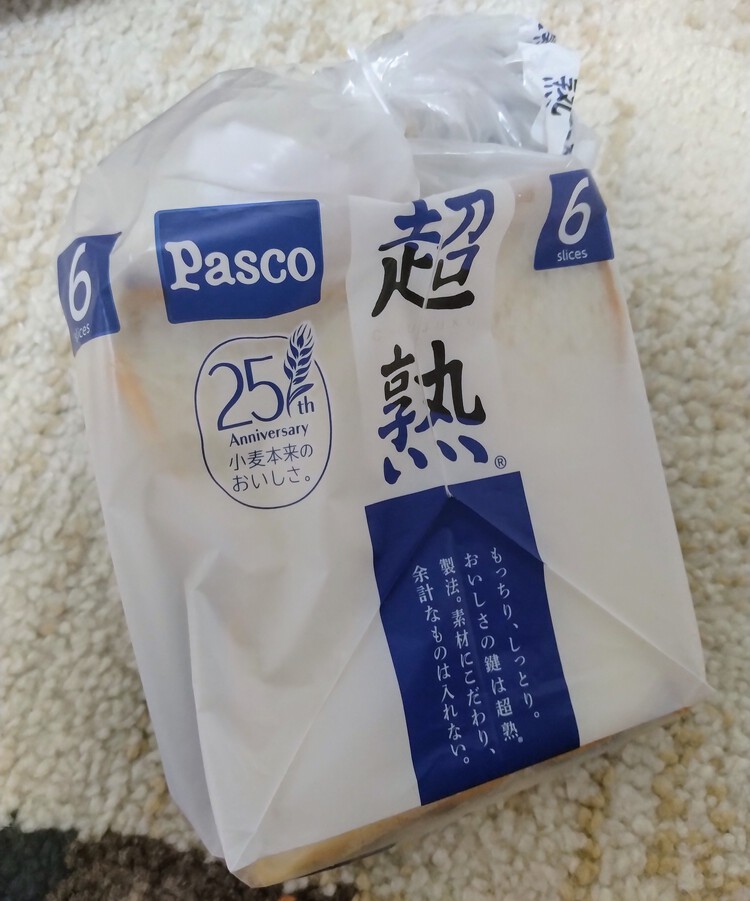 Pasco
超熟®
6
slices
6
25th
Anniversary
小麦本来の
おいしさ。
もっちり、しっとり。
おいしさの鍵は超熟®
製法。素材にこだわり、
余計なものは入れない。